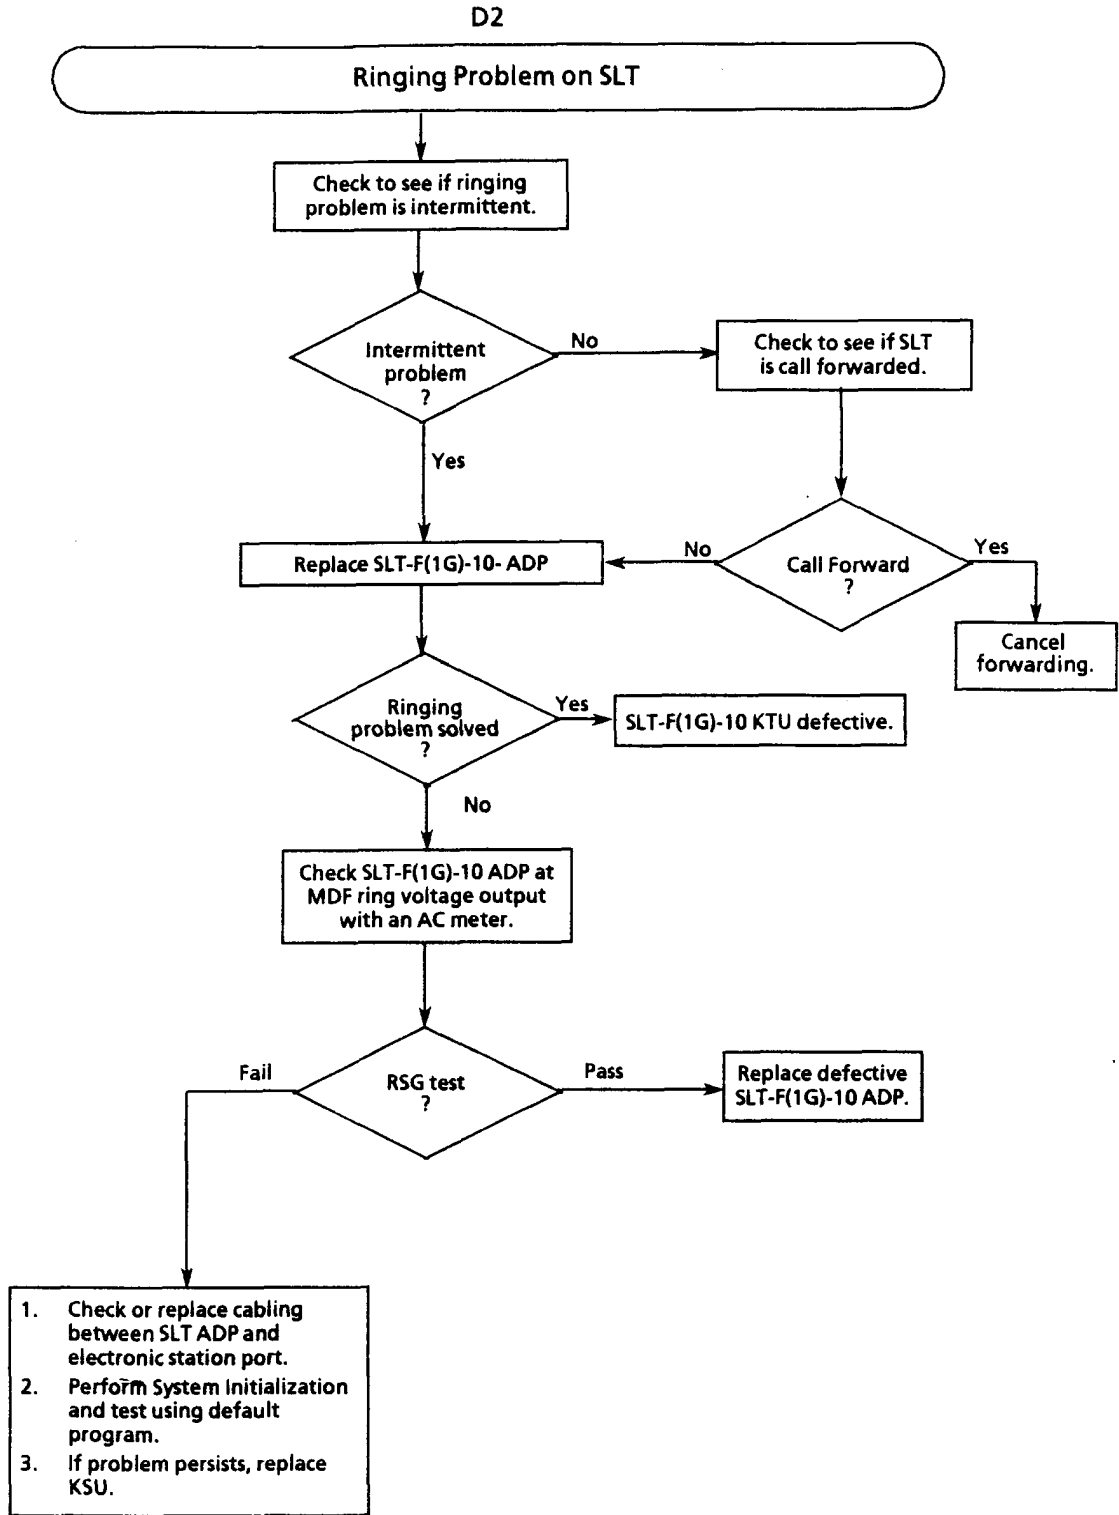 D2
Ringing Problem on SLT
Check to see if ringing
problem is intermittent.
Intermittent
problem
?
No
Check to see if SLT
is call forwarded.
Yes
Replace SLT-F(1G)-10- ADP
No
Call Forward
?
Yes
Cancel
forwarding.
Ringing
problem solved
?
Yes
SLT-F(1G)-10 KTU defective.
No
Check SLT-F(1G)-10 ADP at
MDF ring voltage output
with an AC meter.
Fail
RSG test
?
Pass
Replace defective
SLT-F(1G)-10 ADP.
1. Check or replace cabling
between SLT ADP and
electronic station port.
2. Perform System Initialization
and test using default
program.
3. If problem persists, replace
KSU.